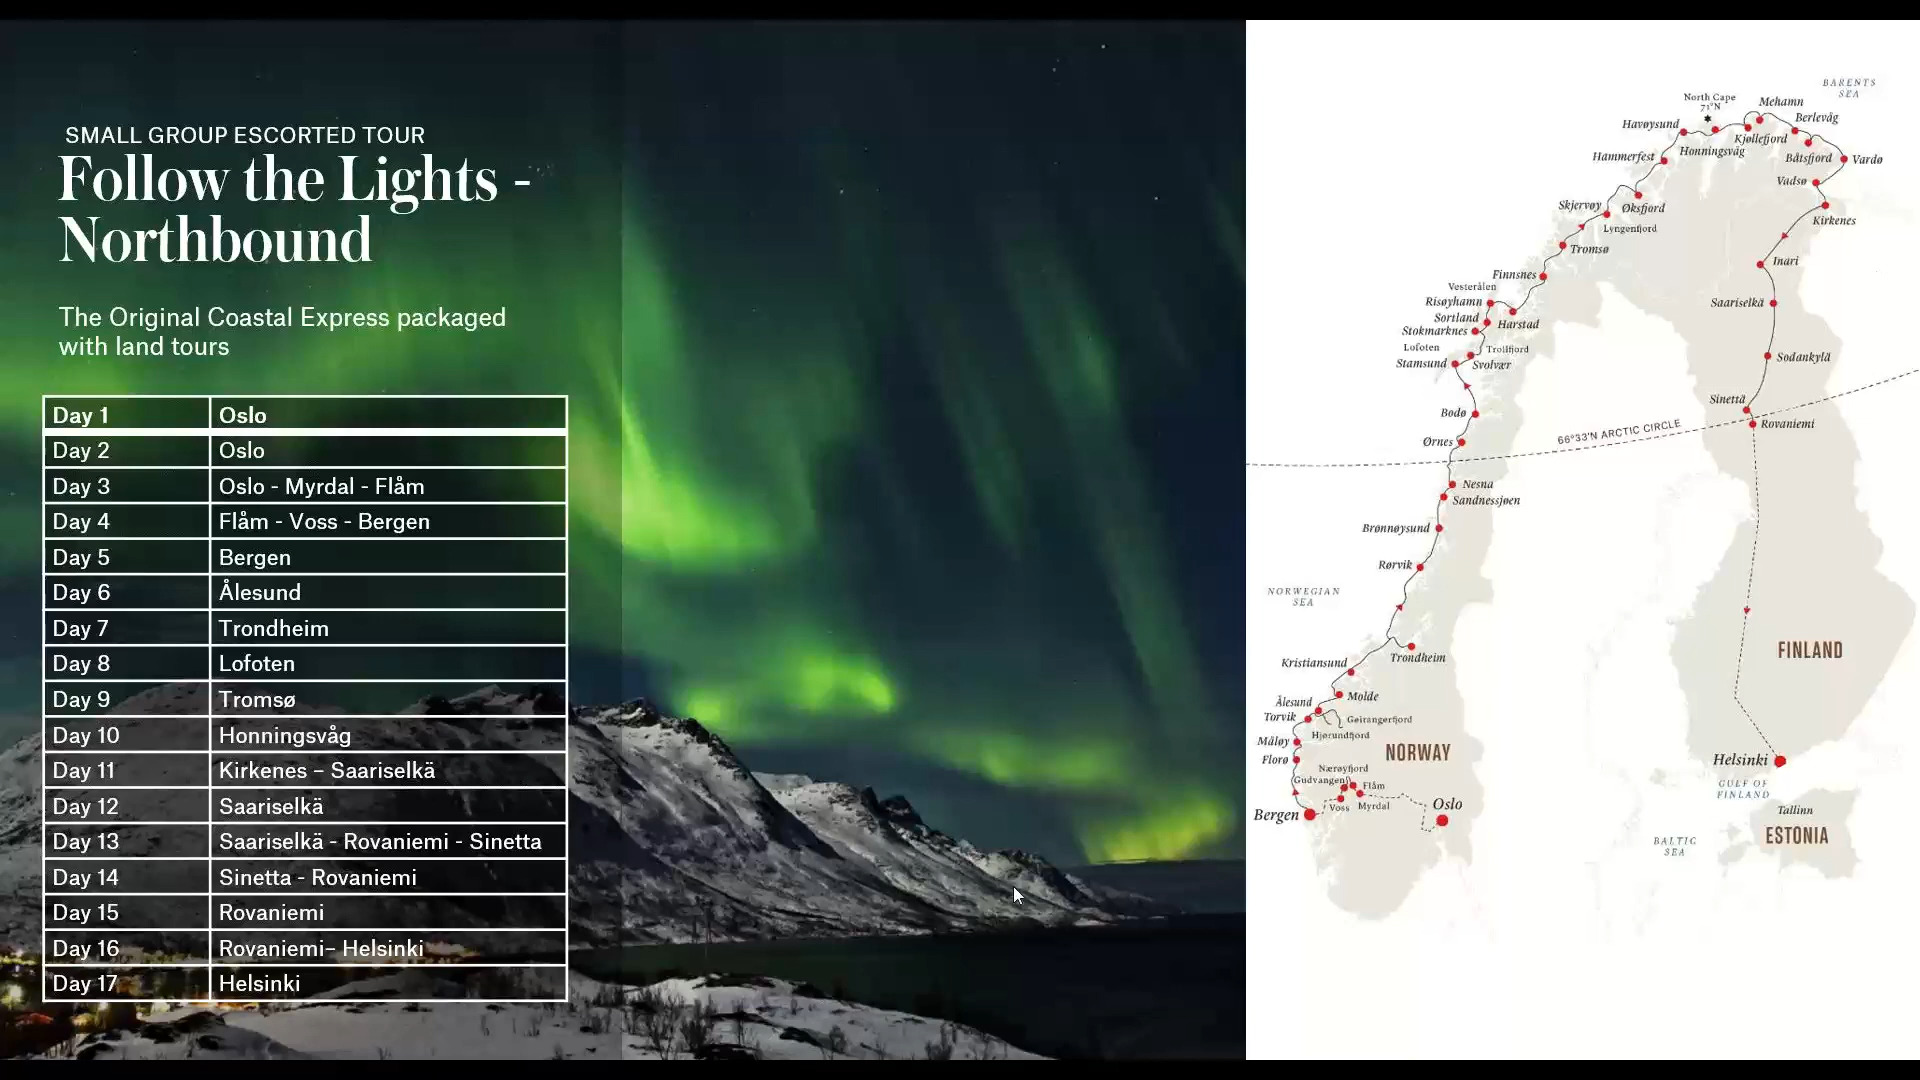 SMALL GROUP ESCORTED TOUR
Follow the Lights -
Northbound
The Original Coastal Express packaged
with land tours
Day 1 Oslo
Day 2 Oslo
Day 3 Oslo - Myrdal - Flåm
Day 4 Flåm - Voss - Bergen
Day 5 Bergen
Day 6 Ålesund
Day 7 Trondheim
Day 8 Lofoten
Day 9 Tromsø
Day 10 Honningsvåg
Day 11 Kirkenes – Saariselkä
Day 12 Saariselkä
Day 13 Saariselkä - Rovaniemi - Sinetta
Day 14 Sinetta - Rovaniemi
Day 15 Rovaniemi
Day 16 Rovaniemi– Helsinki
Day 17 Helsinki
BARENTS
SEA
North Cape
71°N
Mehamn
Berlevåg
Havøysund
Kjøllefjord
Honningsvåg
Båtsfjord
Vardø
Hammerfest
Vadsø
Skjervøy
Øksfjord
Kirkenes
Lyngenfjord
Tromsø
Inari
Finnsnes
Vesterålen
Risøyhamn
Saariselkä
Sortland
Harstad
Stokmarknes
Lofoten
Trollfjord
Stamsund
Svolvær
Sodankylä
Sinettä
Bodø
Rovaniemi
66°33'N ARCTIC CIRCLE
Ørnes
Nesna
Sandnessjøen
Brønnøysund
Rørvik
NORWEGIAN
SEA
Trondheim
FINLAND
Kristiansund
Molde
Ålesund
Torvik
Geirangerfjord
Hjørundfjord
Måløy
NORWAY
Florø
Helsinki
Nærøyfjord
Gudvangen
Flåm
GULF OF
FINLAND
Voss
Myrdal
Oslo
Bergen
Tallinn
ESTONIA
BALTIC
SEA